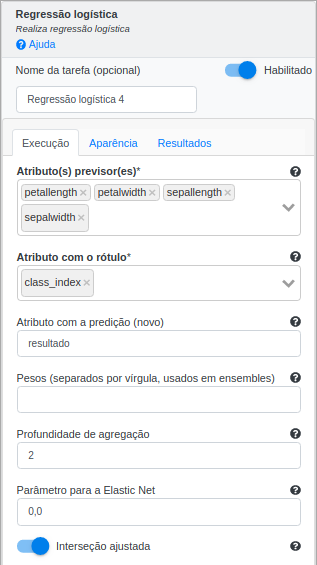 Regressão logística
Realiza regressão logística
Ajuda
Nome da tarefa (opcional) Habilitado
Regressão logística 4
Execução Aparência Resultados
Atributo(s) previsor(es)*
petallength × petalwidth × sepallength ×
sepalwidth ×
Atributo com o rótulo*
class_index ×
Atributo com a predição (novo)
resultado
Pesos (separados por vírgula, usados em ensembles)
Profundidade de agregação
2
Parâmetro para a Elastic Net
0,0
Interseção ajustada